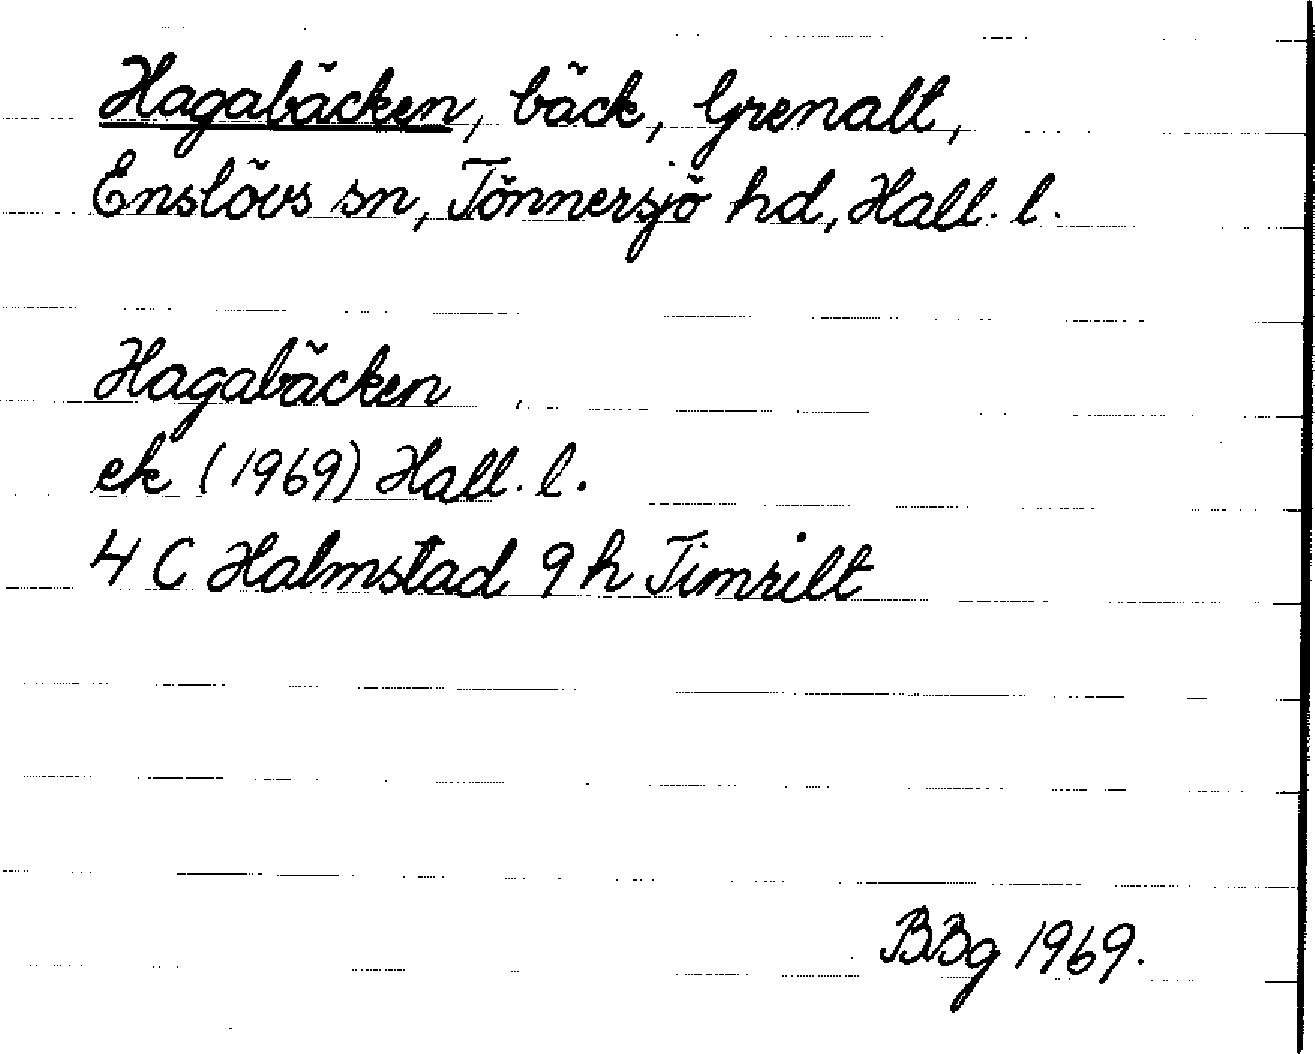 Hagabäcken, bäck, Grenalt,
Enslövs sn, Tönnersjö hd, Hall. l.
Hagabäcken
ek (1969) Hall. l.
4 C Halmstad 9 h Timrilt
BBg 1969.